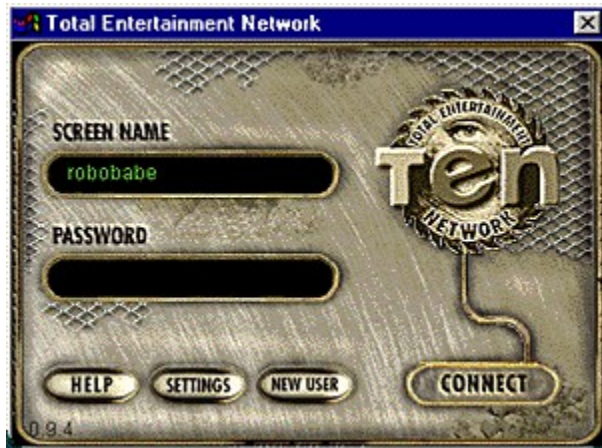 Total Entertainment Network
SCREEN NAME
robobabe
PASSWORD
TOTAL ENTERTAINMENT
TEN
NETWORK
HELP
SETTINGS
NEW USER
CONNECT
0.9.4